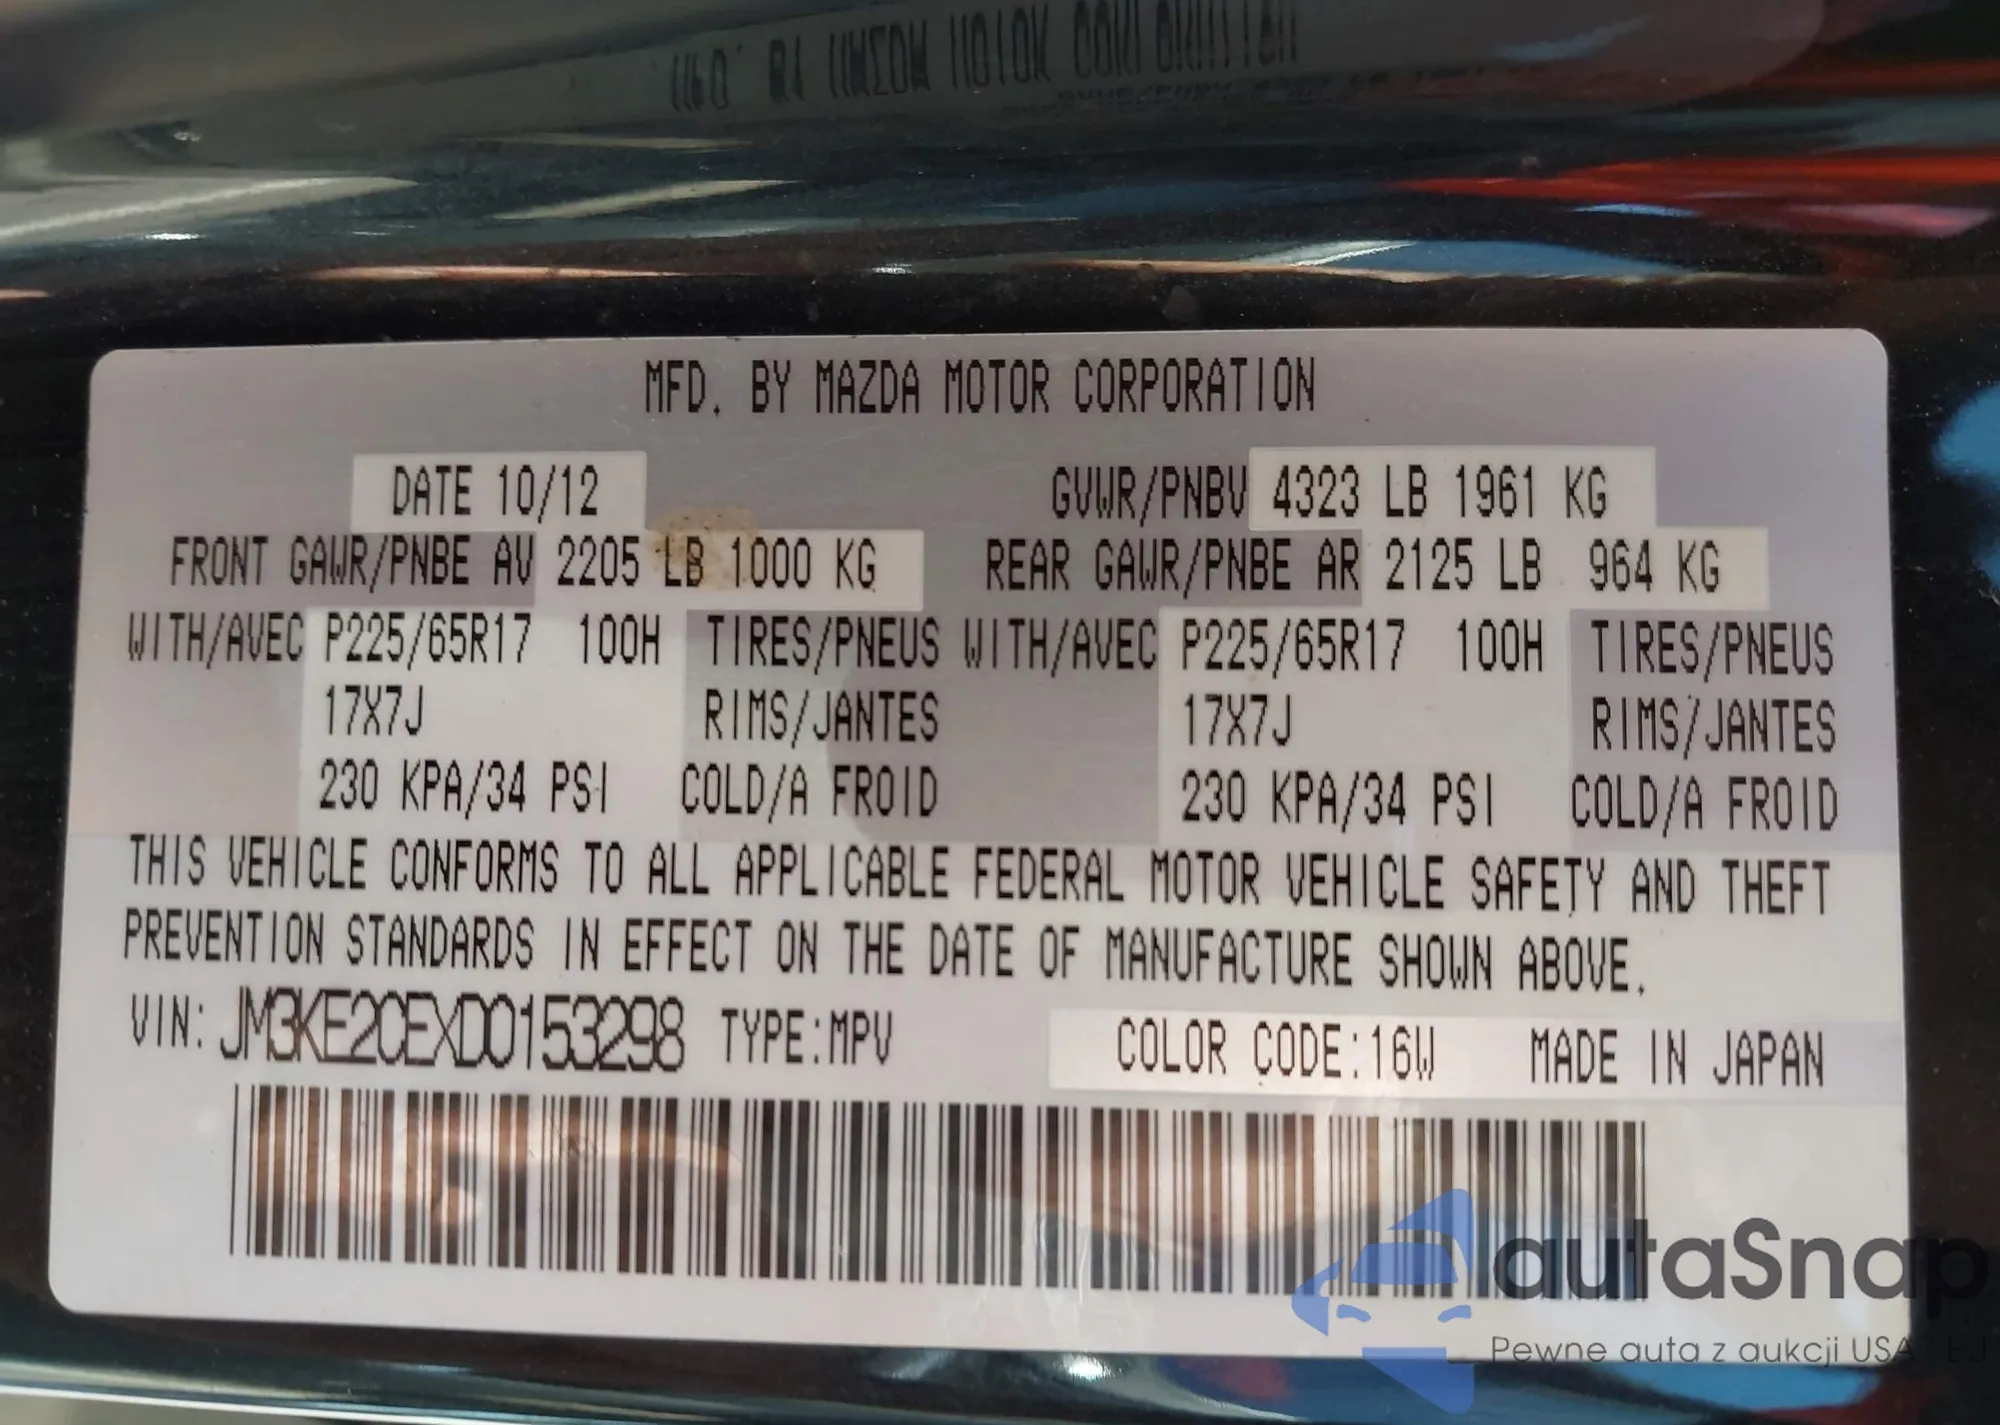 MFD. BY MAZDA MOTOR CORPORATION
DATE 10/12 GVWR/PNBV 4323 LB 1961 KG
FRONT GAWR/PNBE AV 2205 LB 1000 KG REAR GAWR/PNBE AR 2125 LB 964 KG
WITH/AVEC P225/65R17 100H TIRES/PNEUS WITH/AVEC P225/65R17 100H TIRES/PNEUS
17X7J RIMS/JANTES 17X7J RIMS/JANTES
230 KPA/34 PSI COLD/A FROID 230 KPA/34 PSI COLD/A FROID
THIS VEHICLE CONFORMS TO ALL APPLICABLE FEDERAL MOTOR VEHICLE SAFETY AND THEFT
PREVENTION STANDARDS IN EFFECT ON THE DATE OF MANUFACTURE SHOWN ABOVE.
VIN: JM3KE2CEXD0153298 TYPE:MPV COLOR CODE:16W MADE IN JAPAN
autaSnap
Pewne auta z aukcji USA